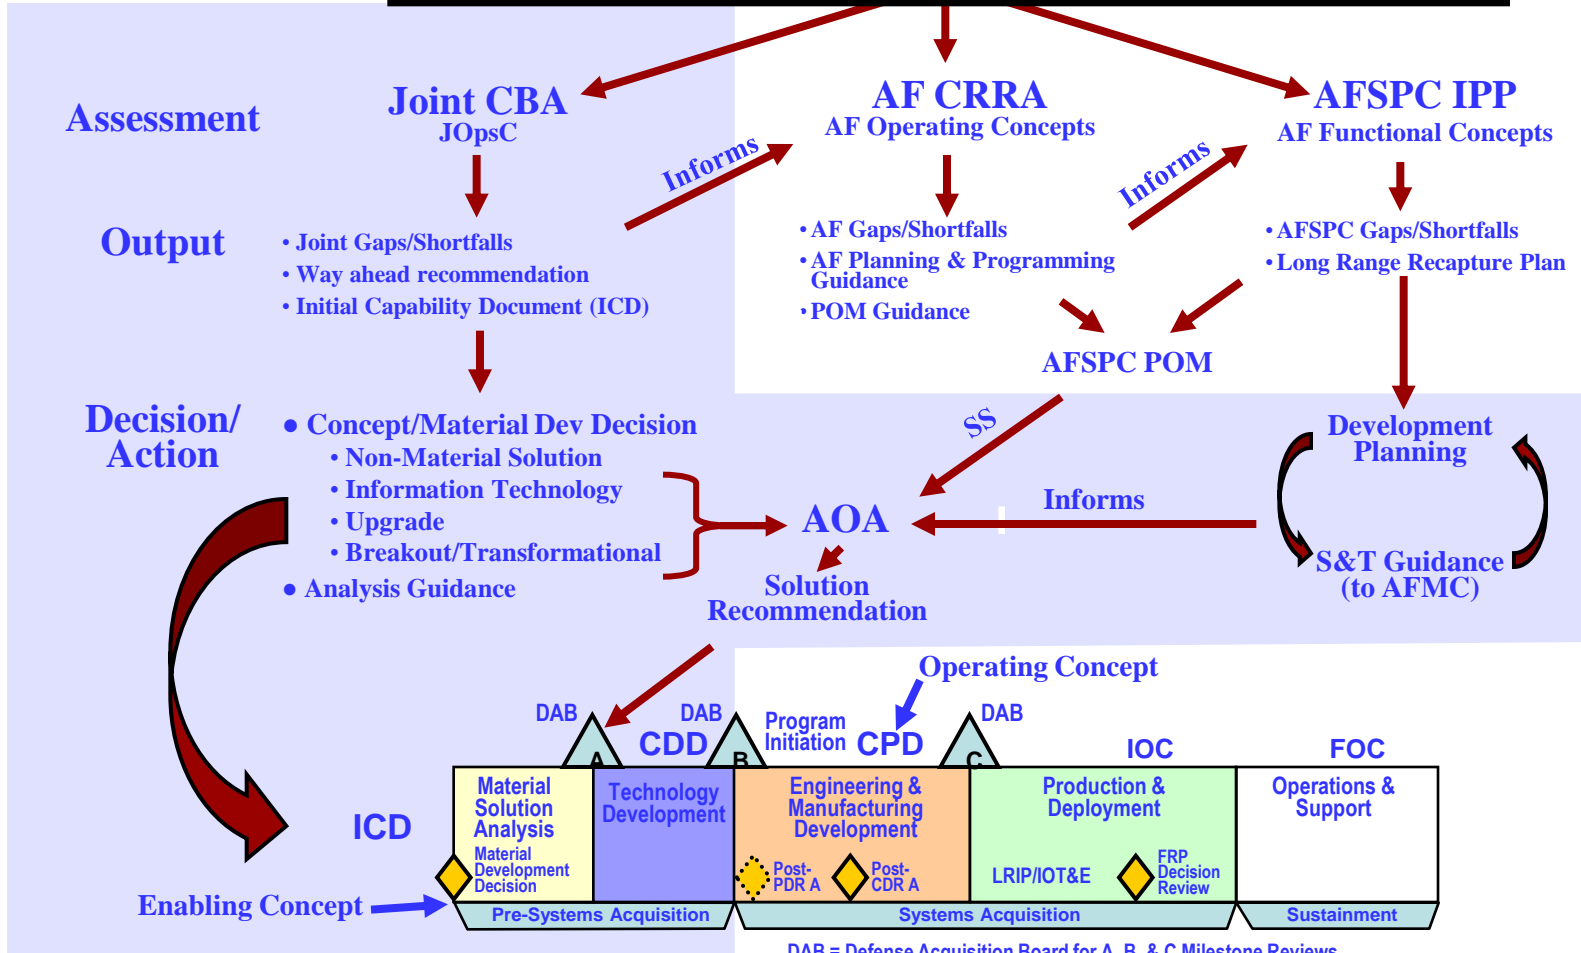 Assessment
Joint CBA
JOpsC
AF CRRA
AF Operating Concepts
AFSPC IPP
AF Functional Concepts
Informs
Informs
Output
• Joint Gaps/Shortfalls
• Way ahead recommendation
• Initial Capability Document (ICD)
• AF Gaps/Shortfalls
• AF Planning & Programming
Guidance
• POM Guidance
• AFSPC Gaps/Shortfalls
• Long Range Recapture Plan
AFSPC POM
Decision/
Action
● Concept/Material Dev Decision
• Non-Material Solution
• Information Technology
• Upgrade
• Breakout/Transformational
● Analysis Guidance
SS
AOA
Informs
Solution
Recommendation
Development
Planning
S&T Guidance
(to AFMC)
Operating Concept
DAB
DAB
Program
Initiation
DAB
CDD
CPD
IOC
FOC
A
B
C
ICD
Material
Solution
Analysis
Technology
Development
Engineering &
Manufacturing
Development
Production &
Deployment
Operations &
Support
Material
Development
Decision
Post-
PDR A
Post-
CDR A
LRIP/IOT&E
FRP
Decision
Review
Enabling Concept
Pre-Systems Acquisition
Systems Acquisition
Sustainment
DAB = Defense Acquisition Board for A, B, & C Milestone Reviews